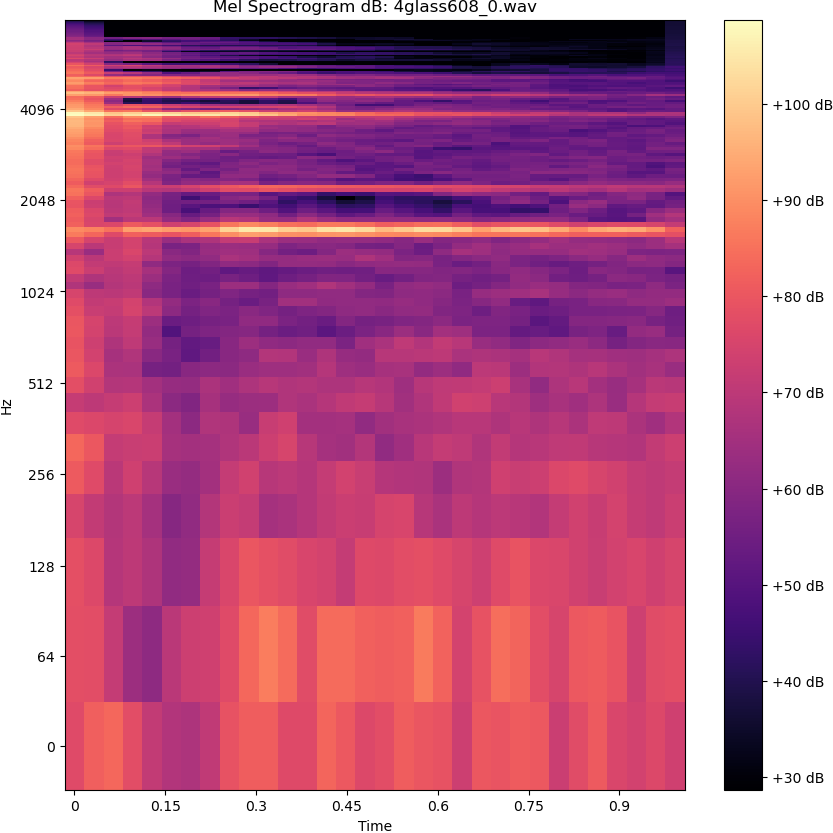 Mel Spectrogram dB: 4glass608_0.wav
4096
2048
1024
512
256
128
64
0
Hz
0
0.15
0.3
0.45
0.6
0.75
0.9
Time
+100 dB
+90 dB
+80 dB
+70 dB
+60 dB
+50 dB
+40 dB
+30 dB